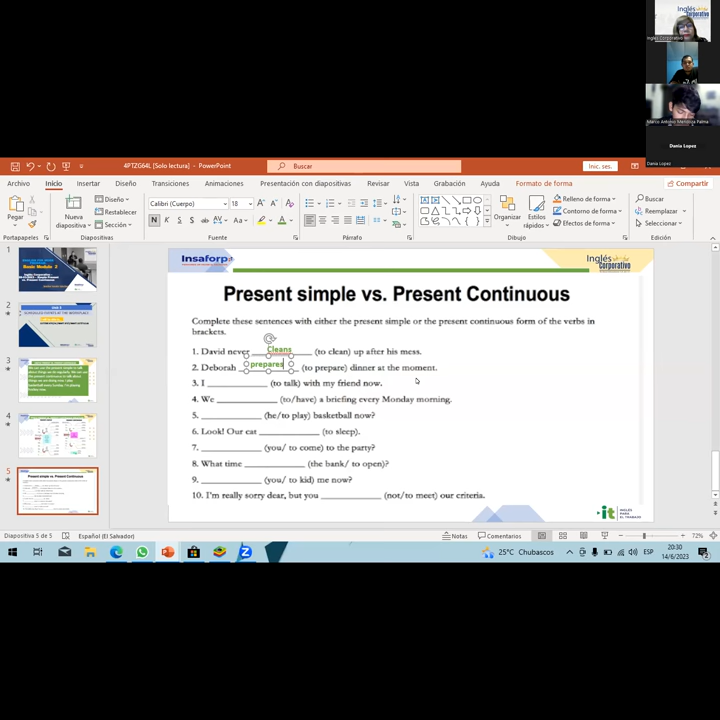 Inglés Corporativo
Marco Antonio Mendoza Palma
Dania Lopez
Dania Lopez
4PTZG64L [Solo lectura] - PowerPoint
Buscar
Inic. ses.
Archivo Inicio Insertar Diseño Transiciones Animaciones Presentación con diapositivas Revisar Vista Grabación Ayuda Formato de forma Compartir
Pegar
Nueva diapositiva
Diseño
Restablecer
Sección
Calibri (Cuerpo) 18
N K S
Organizar
Estilos rápidos
Relleno de forma
Contorno de forma
Efectos de forma
Buscar
Reemplazar
Seleccionar
Portapapeles Diapositivas Fuente Párrafo Dibujo Edición
1
2
3
4
5
Insaforp
Inglés Corporativo
Present simple vs. Present Continuous
Complete these sentences with either the present simple or the present continuous form of the verbs in
brackets.
Cleans
1. David never ____________ (to clean) up after his mess.
prepares
2. Deborah ____________ (to prepare) dinner at the moment.
3. I ____________ (to talk) with my friend now.
4. We ____________ (to/have) a briefing every Monday morning.
5. ____________ (he/to play) basketball now?
6. Look! Our cat ____________ (to sleep).
7. ____________ (you/ to come) to the party?
8. What time ____________ (the bank/ to open)?
9. ____________ (you/ to kid) me now?
10. I'm really sorry dear, but you ____________ (not/to meet) our criteria.
it INGLÉS PARA EL TRABAJO
Diapositiva 5 de 5 Español (El Salvador) Notas Comentarios 72%
25°C Chubascos ESP 20:30
14/6/2023